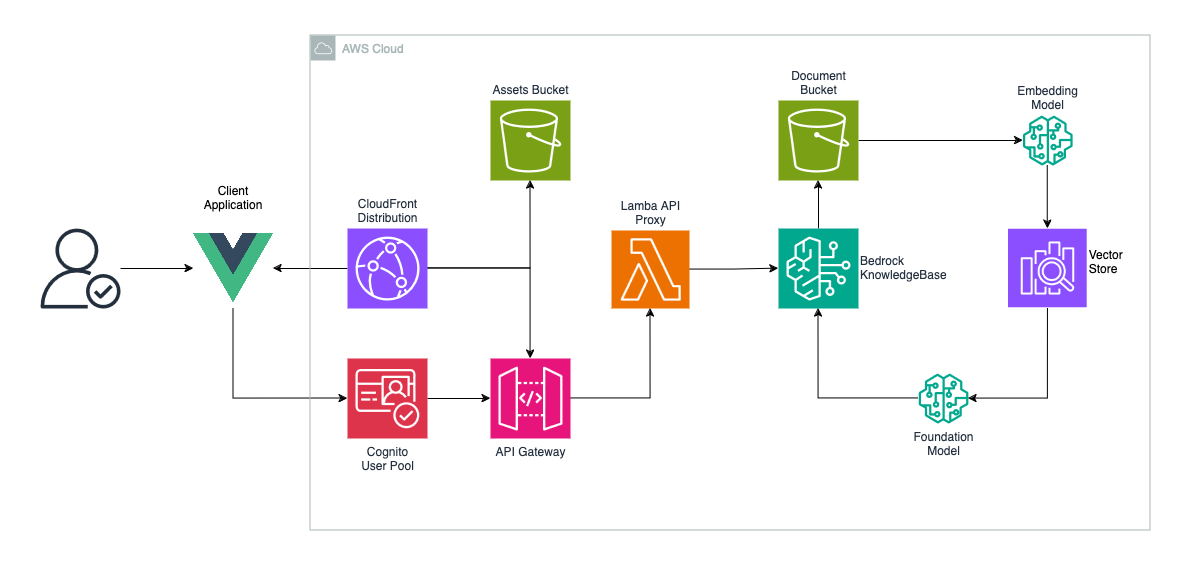 AWS Cloud
Assets Bucket
Document
Bucket
Embedding
Model
Client
Application
CloudFront
Distribution
Lamba API
Proxy
Bedrock
KnowledgeBase
Vector
Store
</>
Cognito
User Pool
API Gateway
Foundation
Model